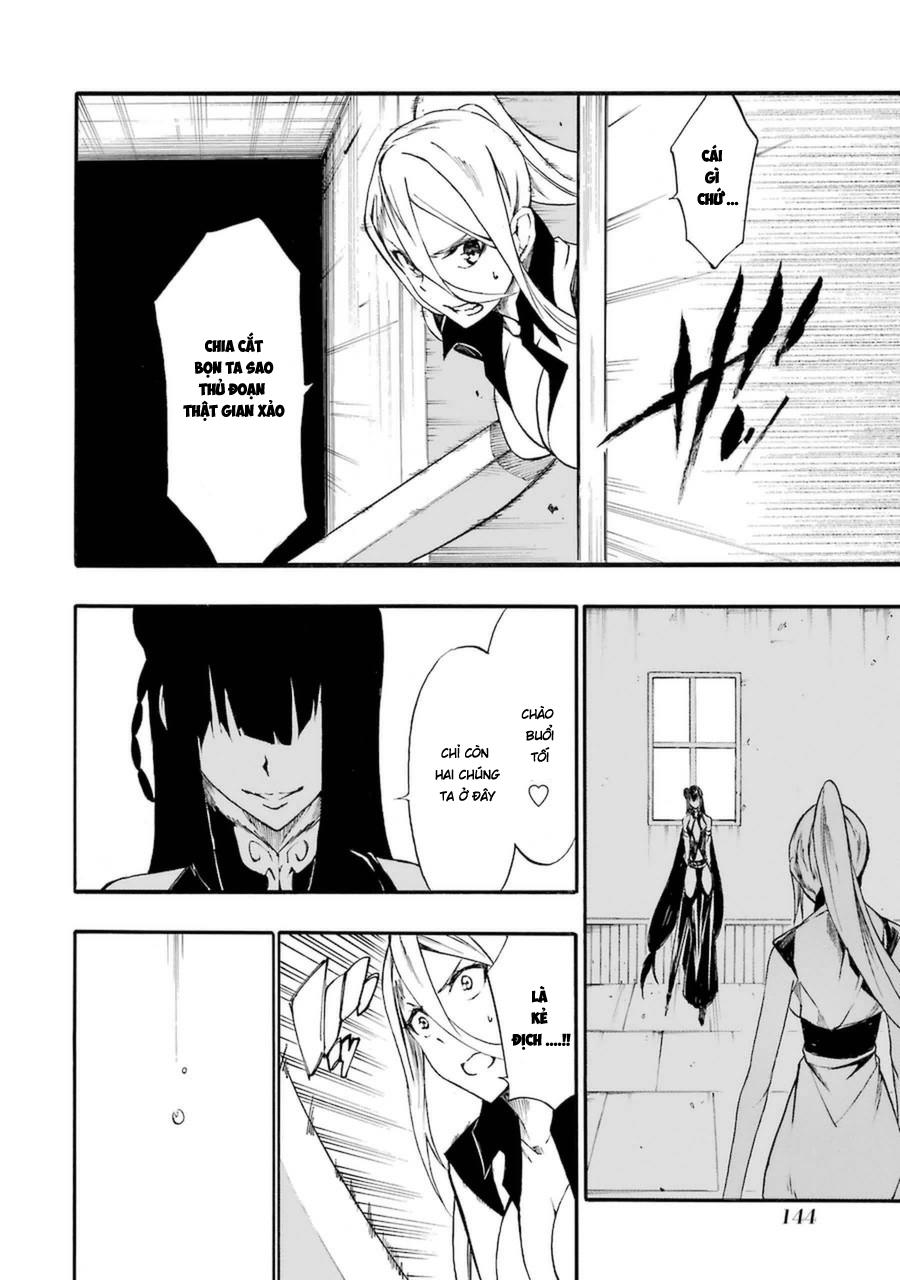 CÁI
GÌ
CHỨ ...
CHIA CẮT
BỌN TA SAO
THỦ ĐOẠN
THẬT GIAN XẢO
CHÀO
BUỔI
TỐI
♡
CHỈ CÒN
HAI CHÚNG
TA Ở ĐÂY
LÀ
KẺ
ĐỊCH ....!!
144